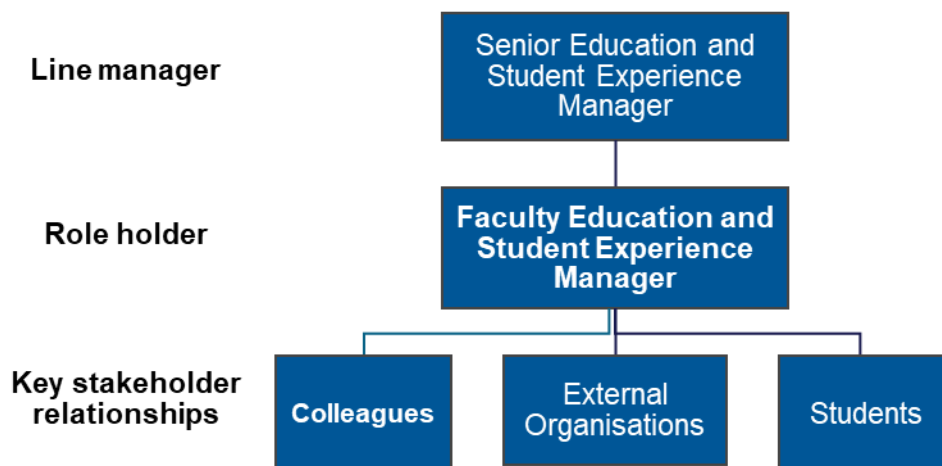 Line manager
Senior Education and
Student Experience
Manager
Role holder
Faculty Education and
Student Experience
Manager
Key stakeholder
relationships
Colleagues
External
Organisations
Students